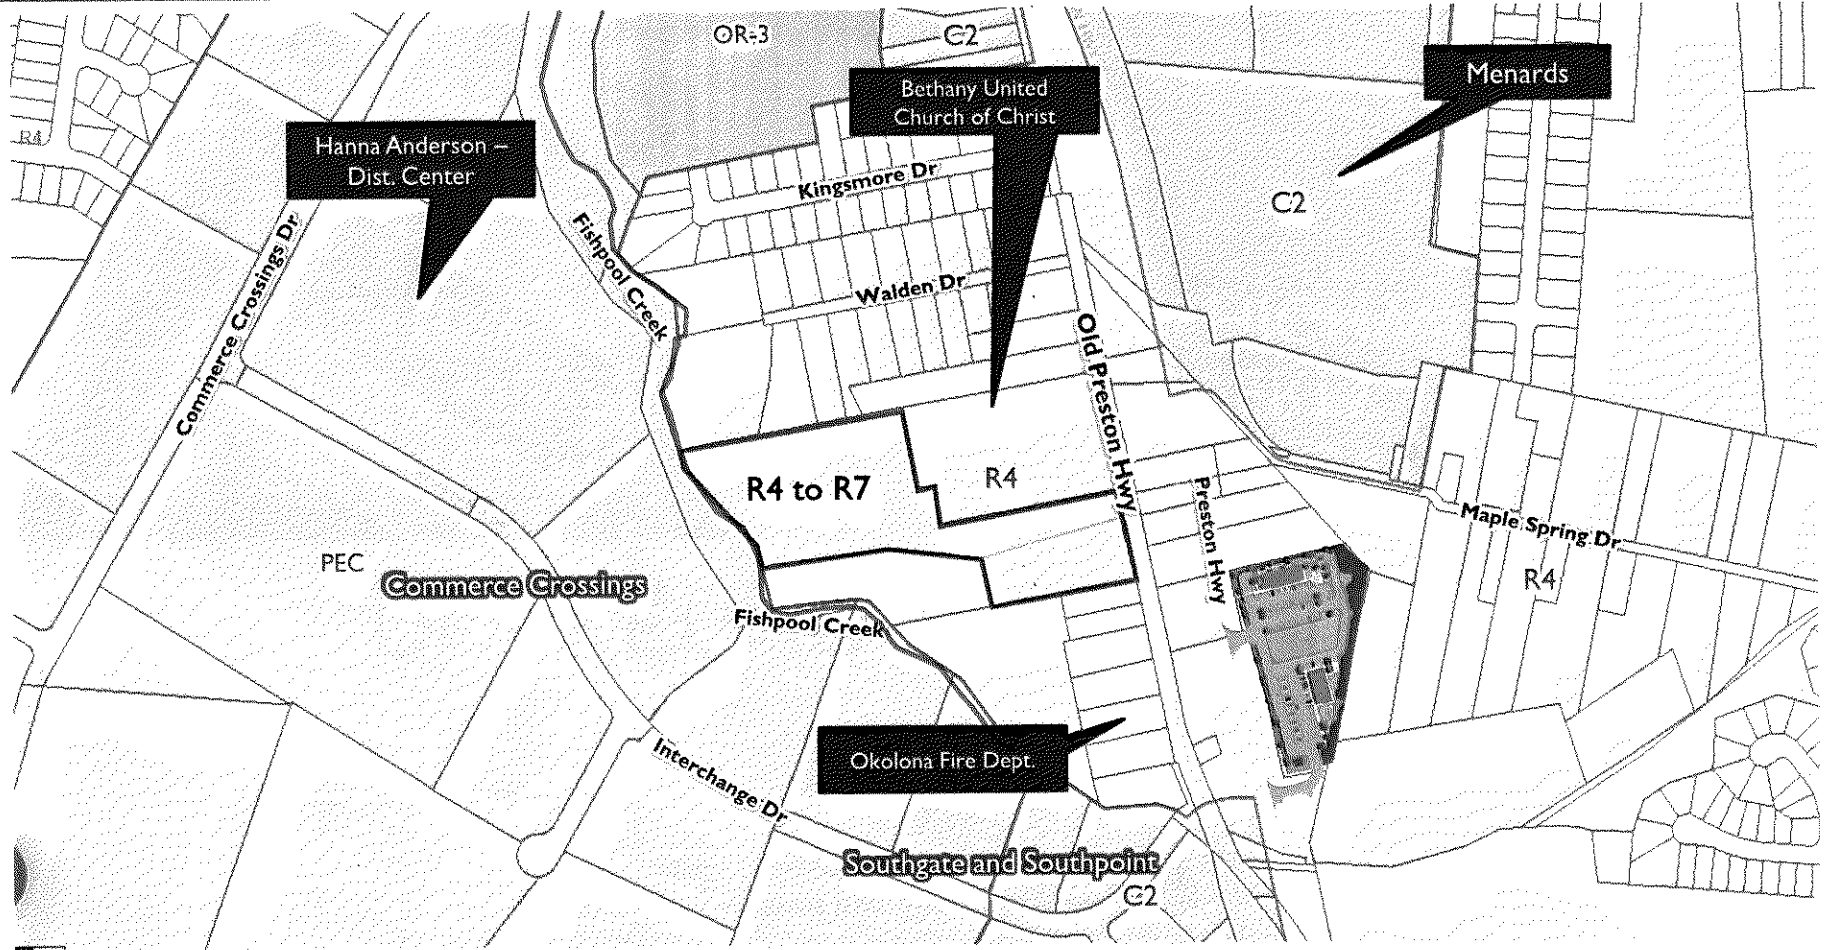 OR-3
C2
Menards
Bethany United
Church of Christ
R4
Hanna Anderson –
Dist. Center
Kingsmore Dr
C2
Fishpool Creek
Commerce Crossings Dr
Walden Dr
Old Preston Hwy
R4 to R7
R4
Preston Hwy
Maple Spring Dr
PEC
Commerce Crossings
R4
Fishpool Creek
Okolona Fire Dept.
Interchange Dr
Southgate and Southpoint
C2